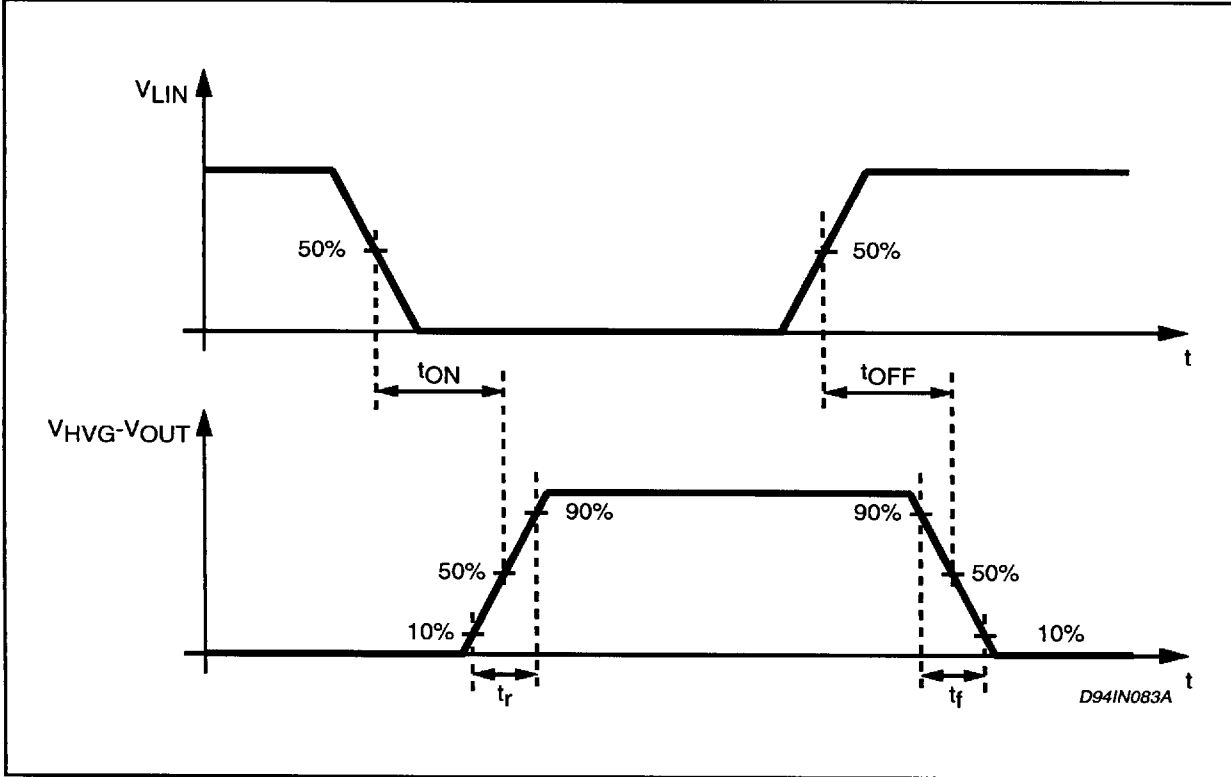 VLIN
50%
50%
t
tON
tOFF
VHVG-VOUT
90%
90%
50%
50%
10%
10%
tr
tf
t
D94IN083A